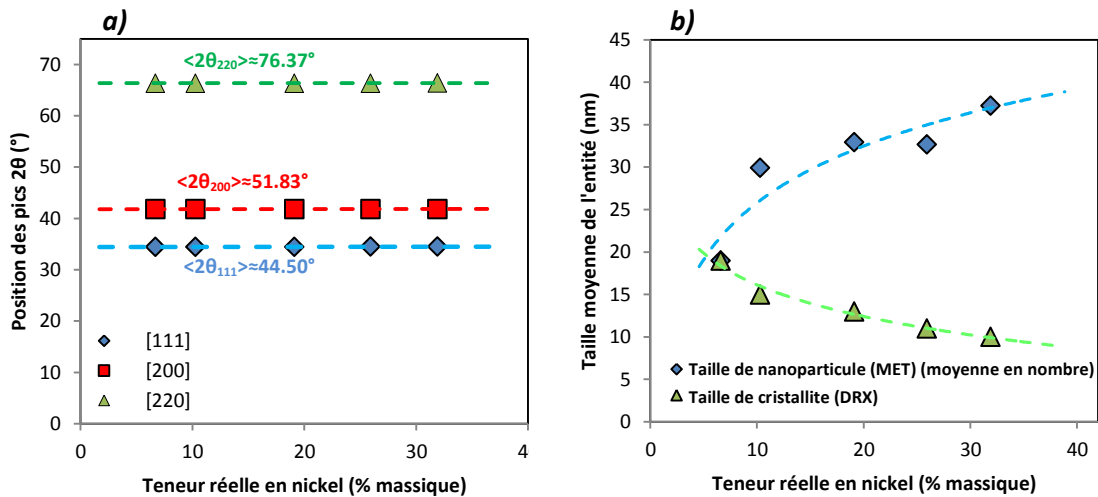 a)
Position des pics 2θ (°)
70
60
50
40
30
20
10
0
<2θ220>≈76.37°
<2θ200>≈51.83°
<2θ111>≈44.50°
[111]
[200]
[220]
0 10 20 30 4
Teneur réelle en nickel (% massique)
b)
Taille moyenne de l'entité (nm)
45
40
35
30
25
20
15
10
5
0
Taille de nanoparticule (MET) (moyenne en nombre)
Taille de cristallite (DRX)
0 10 20 30 40
Teneur réelle en nickel (% massique)